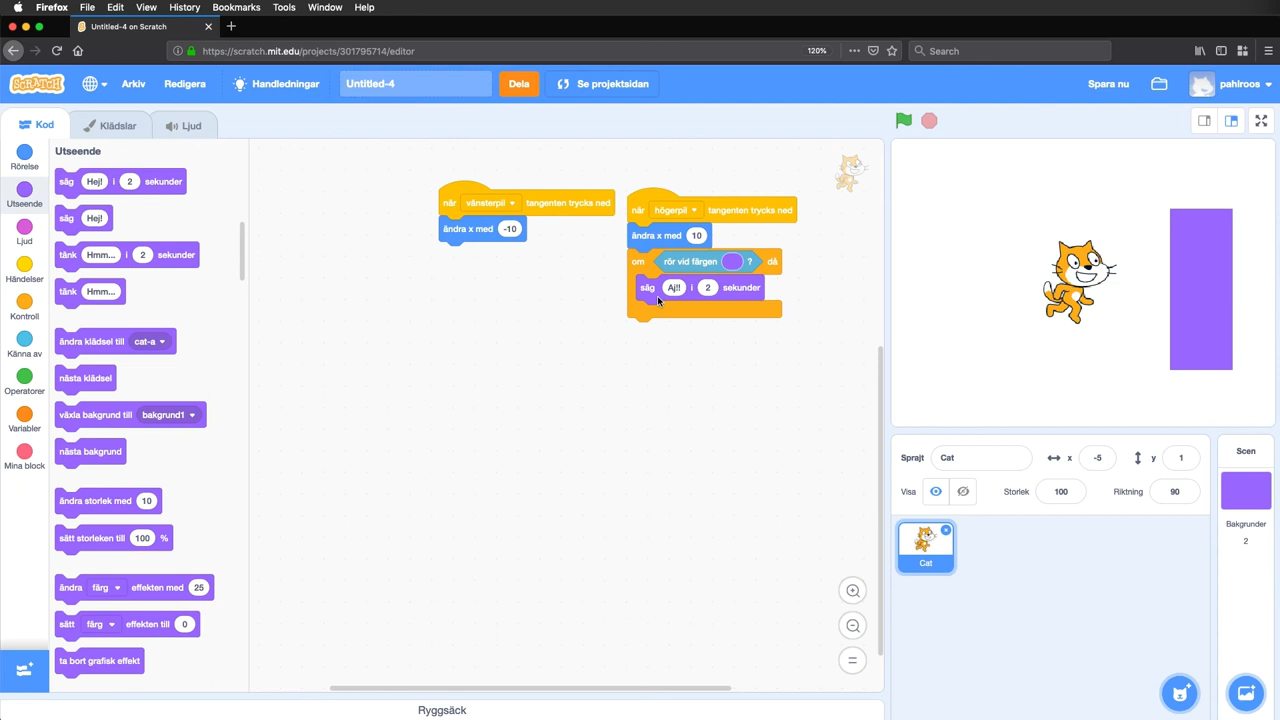 Firefox File Edit View History Bookmarks Tools Window Help
Untitled-4 on Scratch
https://scratch.mit.edu/projects/301795714/editor
120%
Search
SCRATCH
Arkiv Redigera Handledningar Untitled-4 Dela Se projektsidan Spara nu pahlroos
Kod Klädslar Ljud
Rörelse
Utseende
Ljud
Händelser
Kontroll
Känna av
Operatorer
Variabler
Mina block
Utseende
säg Hej! i 2 sekunder
säg Hej!
tänk Hmm... i 2 sekunder
tänk Hmm...
ändra klädsel till cat-a
nästa klädsel
växla bakgrund till bakgrund1
nästa bakgrund
ändra storlek med 10
sätt storleken till 100 %
ändra färg effekten med 25
sätt färg effekten till 0
ta bort grafisk effekt
när vänsterpil tangenten trycks ned
ändra x med -10
när högerpil tangenten trycks ned
ändra x med 10
om rör vid färgen ? då
säg Aj!! i 2 sekunder
Ryggsäck
Sprajt Cat x -5 y 1
Visa Storlek 100 Riktning 90
Cat
Scen
Bakgrunder
2